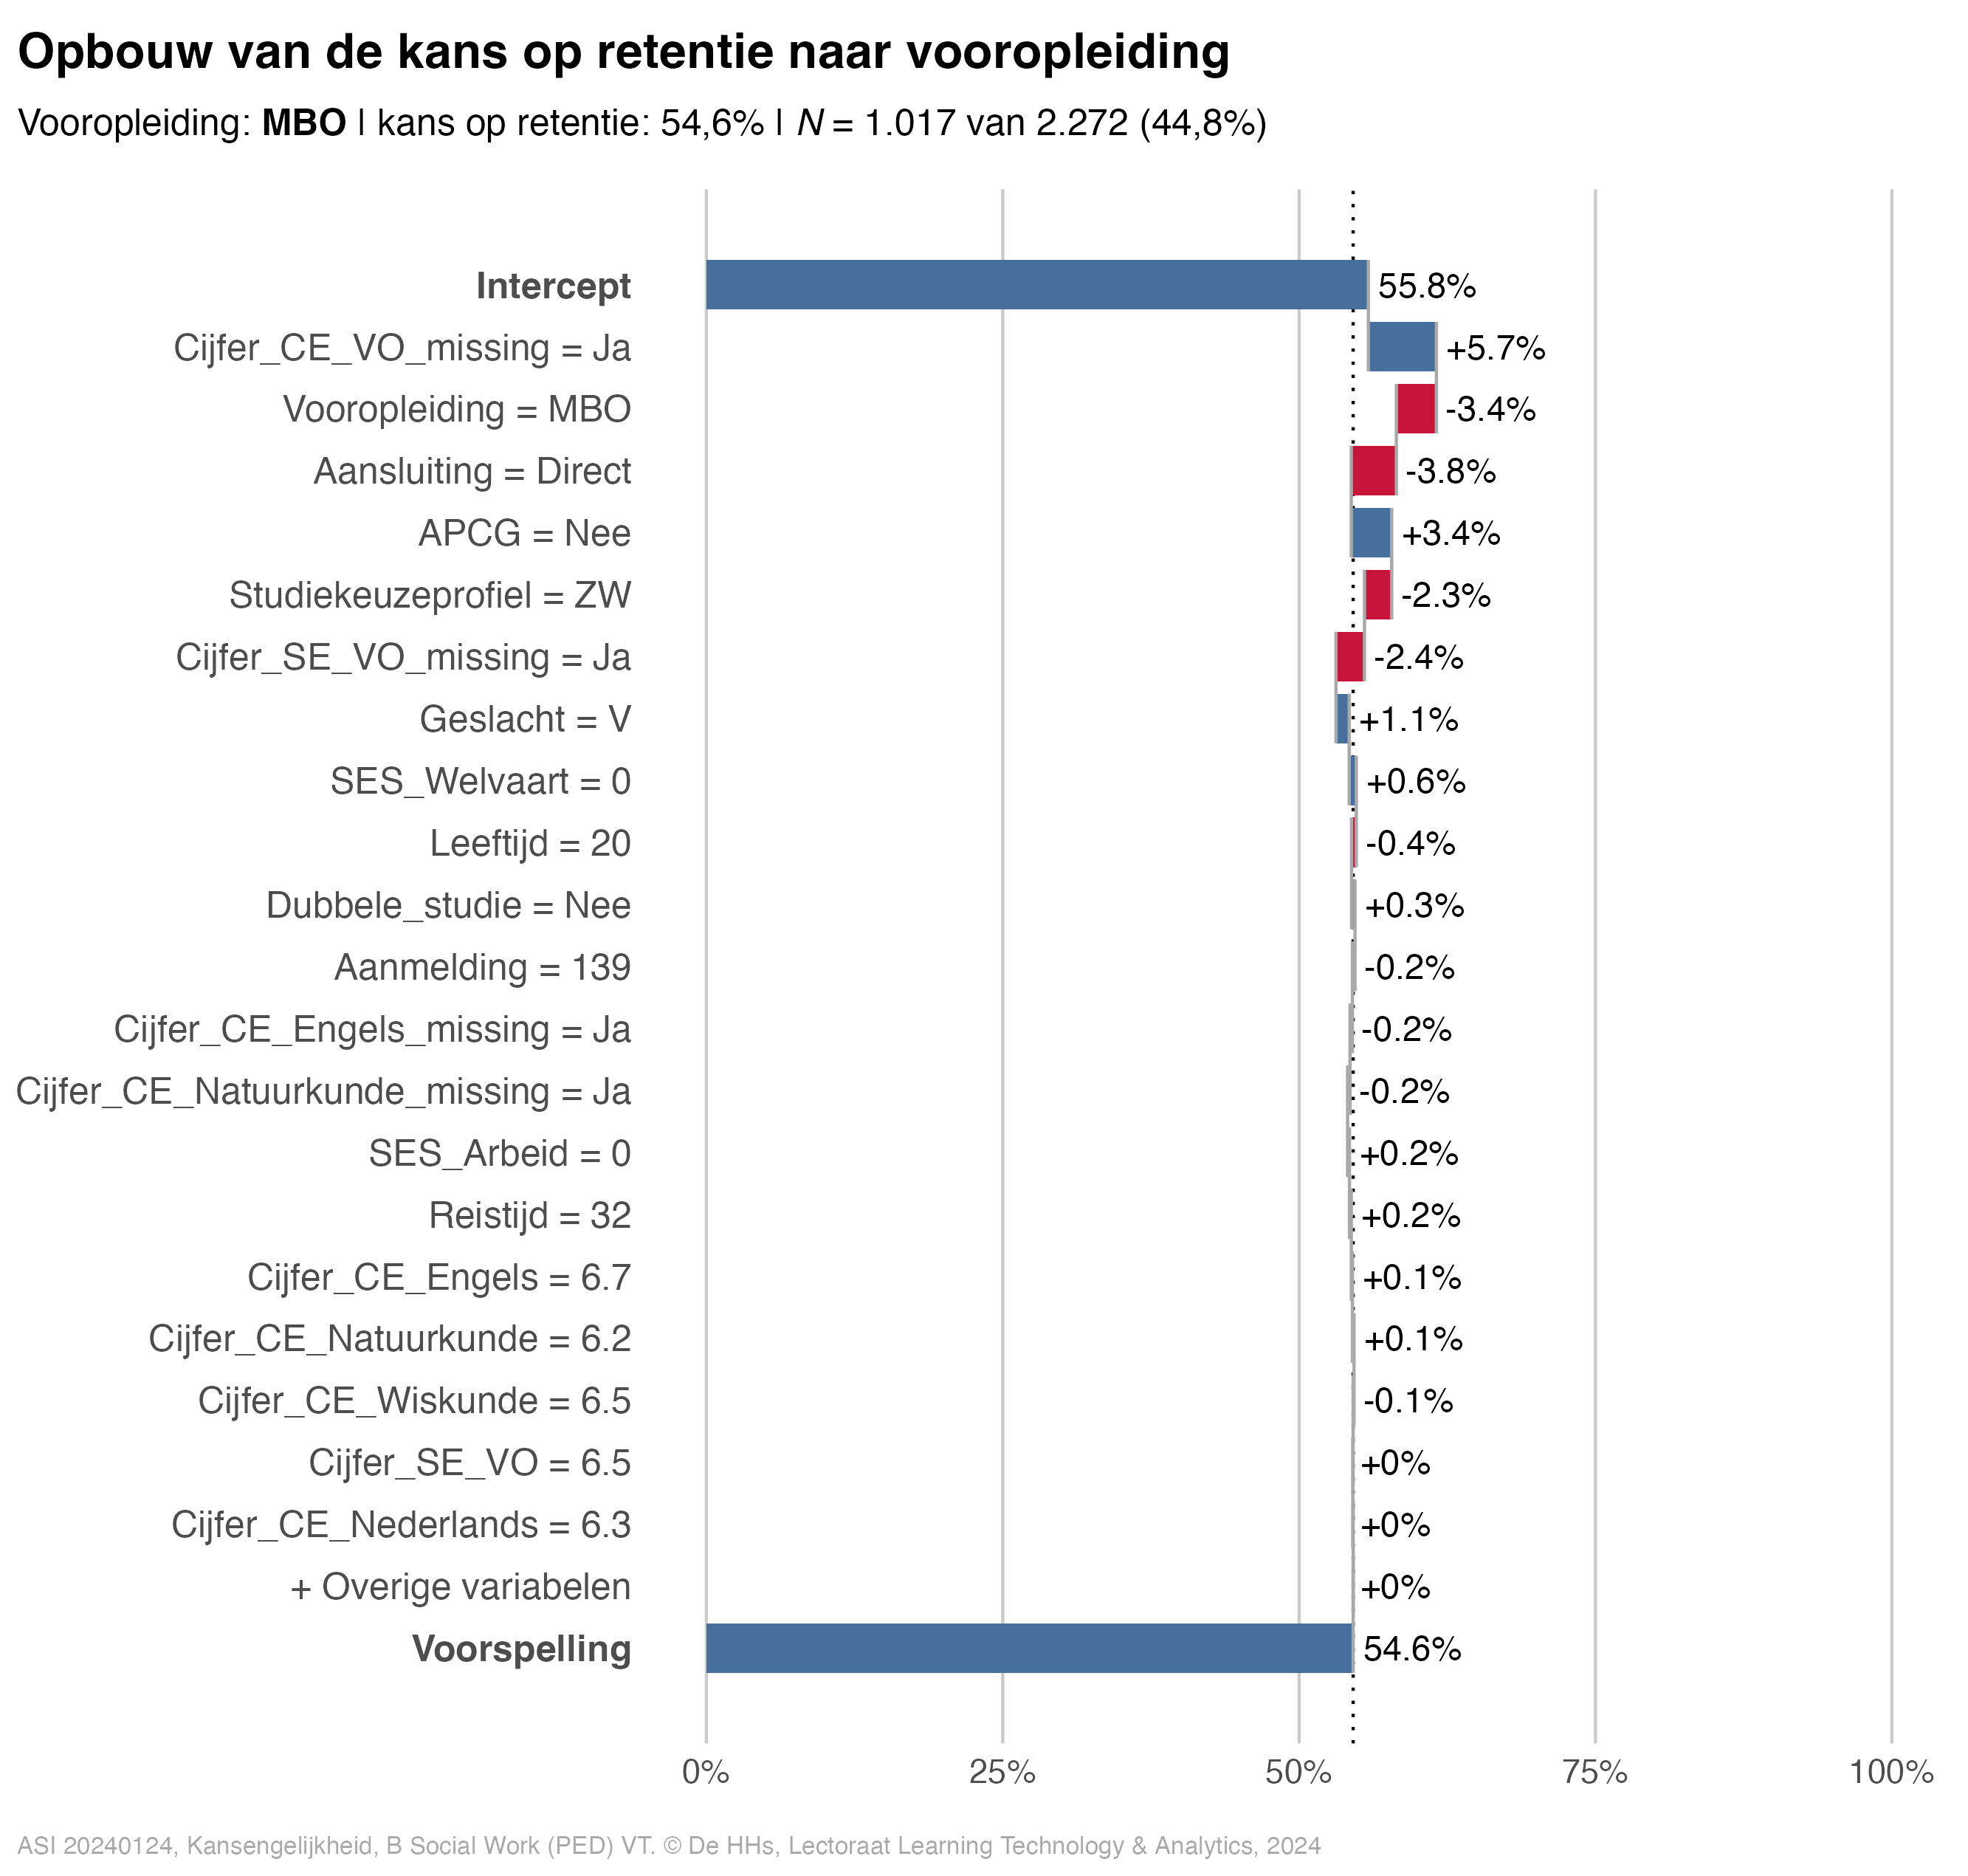 Opbouw van de kans op retentie naar vooropleiding
Vooropleiding: MBO | kans op retentie: 54,6% | N = 1.017 van 2.272 (44,8%)
Intercept 55.8%
Cijfer_CE_VO_missing = Ja +5.7%
Vooropleiding = MBO -3.4%
Aansluiting = Direct -3.8%
APCG = Nee +3.4%
Studiekeuzeprofiel = ZW -2.3%
Cijfer_SE_VO_missing = Ja -2.4%
Geslacht = V +1.1%
SES_Welvaart = 0 +0.6%
Leeftijd = 20 -0.4%
Dubbele_studie = Nee +0.3%
Aanmelding = 139 -0.2%
Cijfer_CE_Engels_missing = Ja -0.2%
Cijfer_CE_Natuurkunde_missing = Ja -0.2%
SES_Arbeid = 0 +0.2%
Reistijd = 32 +0.2%
Cijfer_CE_Engels = 6.7 +0.1%
Cijfer_CE_Natuurkunde = 6.2 +0.1%
Cijfer_CE_Wiskunde = 6.5 -0.1%
Cijfer_SE_VO = 6.5 +0%
Cijfer_CE_Nederlands = 6.3 +0%
+ Overige variabelen +0%
Voorspelling 54.6%
0% 25% 50% 75% 100%
ASI 20240124, Kansengelijkheid, B Social Work (PED) VT. © De HHs, Lectoraat Learning Technology & Analytics, 2024